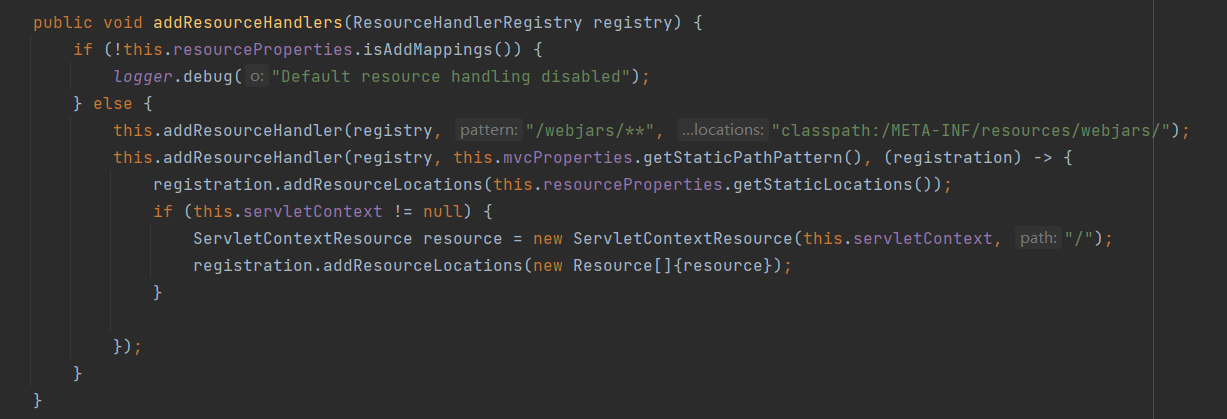 public void addResourceHandlers(ResourceHandlerRegistry registry) {
    if (!this.resourceProperties.isAddMappings()) {
        logger.debug( o: "Default resource handling disabled");
    } else {
        this.addResourceHandler(registry, pattern: "/webjars/**", ...locations: "classpath:/META-INF/resources/webjars/");
        this.addResourceHandler(registry, this.mvcProperties.getStaticPathPattern(), (registration) -> {
            registration.addResourceLocations(this.resourceProperties.getStaticLocations());
            if (this.servletContext != null) {
                ServletContextResource resource = new ServletContextResource(this.servletContext, path: "/");
                registration.addResourceLocations(new Resource[]{resource});
            }
        });
    }
}